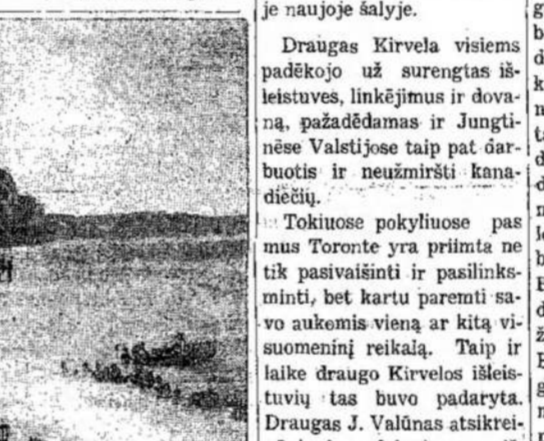 je naujoje šalyje.
Draugas Kirvela visiems
padėkojo už surengtas iš-
leistuves, linkėjimus ir dova-
ną, pažadėdamas ir Jungti-
nėse Valstijose taip pat dar-
buotis ir neužmiršti kana-
diečių.
Tokiuose pokyliuose pas
mus Toronte yra priimta ne
tik pasivaišinti ir pasilinks-
minti, bet kartu paremti sa-
vo aukomis vieną ar kitą vi-
suomeninį reikalą. Taip ir
laike draugo Kirvelos išleis-
tuvių tas buvo padaryta.
Draugas J. Valūnas atsikrei-